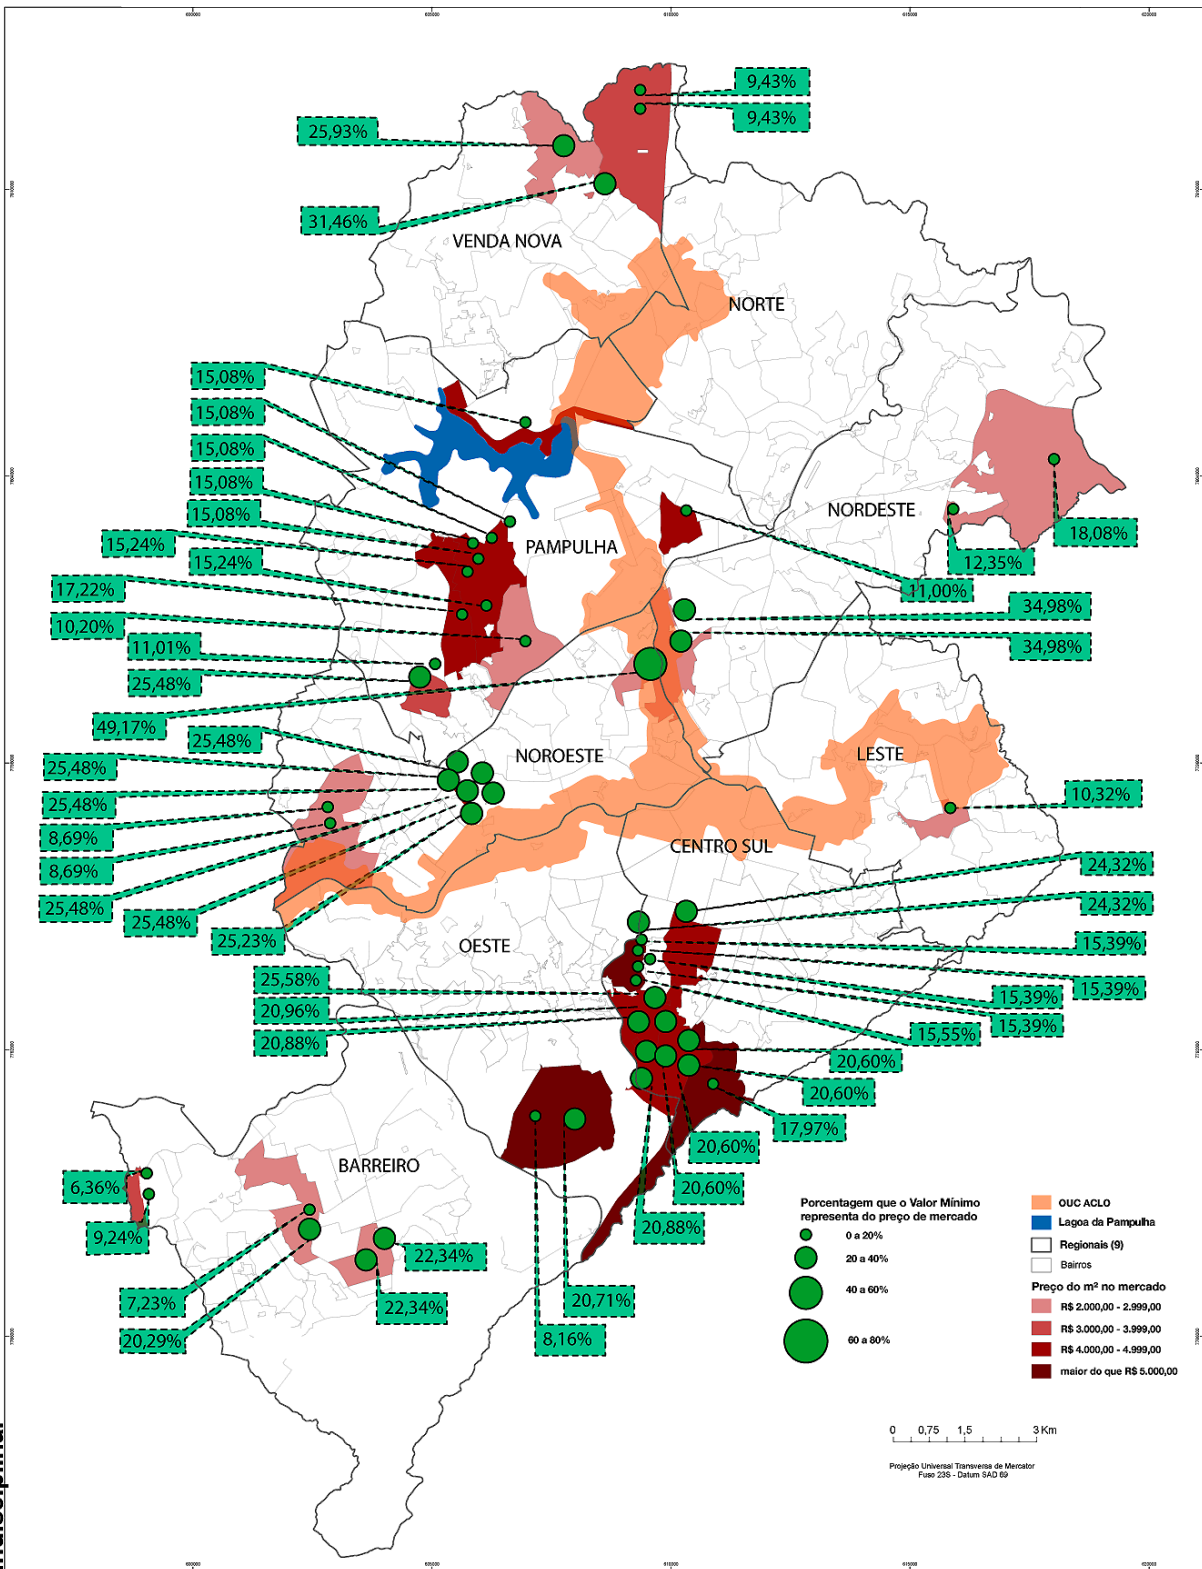 600000
605000
610000
615000
620000
9,43%
9,43%
25,93%
31,46%
VENDA NOVA
NORTE
15,08%
15,08%
15,08%
15,08%
15,08%
15,24%
15,24%
17,22%
10,20%
11,01%
25,48%
49,17%
PAMPULHA
NORDESTE
18,08%
12,35%
11,00%
34,98%
34,98%
25,48%
25,48%
25,48%
8,69%
8,69%
25,48%
25,48%
25,23%
NOROESTE
LESTE
10,32%
CENTRO SUL
24,32%
24,32%
15,39%
15,39%
15,39%
15,39%
15,55%
OESTE
25,58%
20,96%
20,88%
20,60%
20,60%
17,97%
20,60%
20,60%
20,88%
BARREIRO
6,36%
9,24%
7,23%
20,29%
22,34%
22,34%
20,71%
8,16%
Porcentagem que o Valor Mínimo
representa do preço de mercado
0 a 20%
20 a 40%
40 a 60%
60 a 80%
OUC ACLO
Lagoa da Pampulha
Regionais (9)
Bairros
Preço do m² no mercado
R$ 2.000,00 - 2.999,00
R$ 3.000,00 - 3.999,00
R$ 4.000,00 - 4.999,00
maior do que R$ 5.000,00
0 0,75 1,5 3 Km
Projeção Universal Transversa de Mercator
Fuso 23S - Datum SAD 69
600000
605000
610000
615000
620000